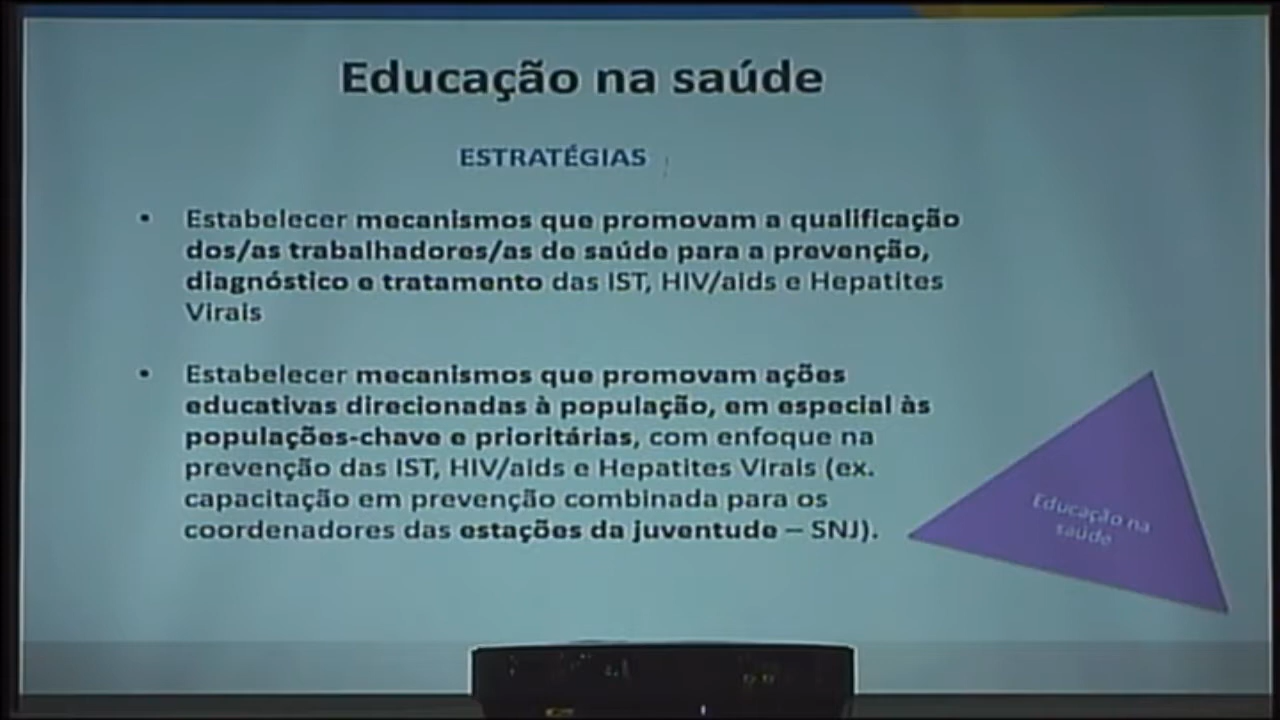 Educação na saúde
ESTRATÉGIAS
• Estabelecer mecanismos que promovam a qualificação
dos/as trabalhadores/as de saúde para a prevenção,
diagnóstico e tratamento das IST, HIV/aids e Hepatites
Virais
• Estabelecer mecanismos que promovam ações
educativas direcionadas à população, em especial às
populações-chave e prioritárias, com enfoque na
prevenção das IST, HIV/aids e Hepatites Virais (ex.
capacitação em prevenção combinada para os
coordenadores das estações da juventude – SNJ).
Educação na
saúde